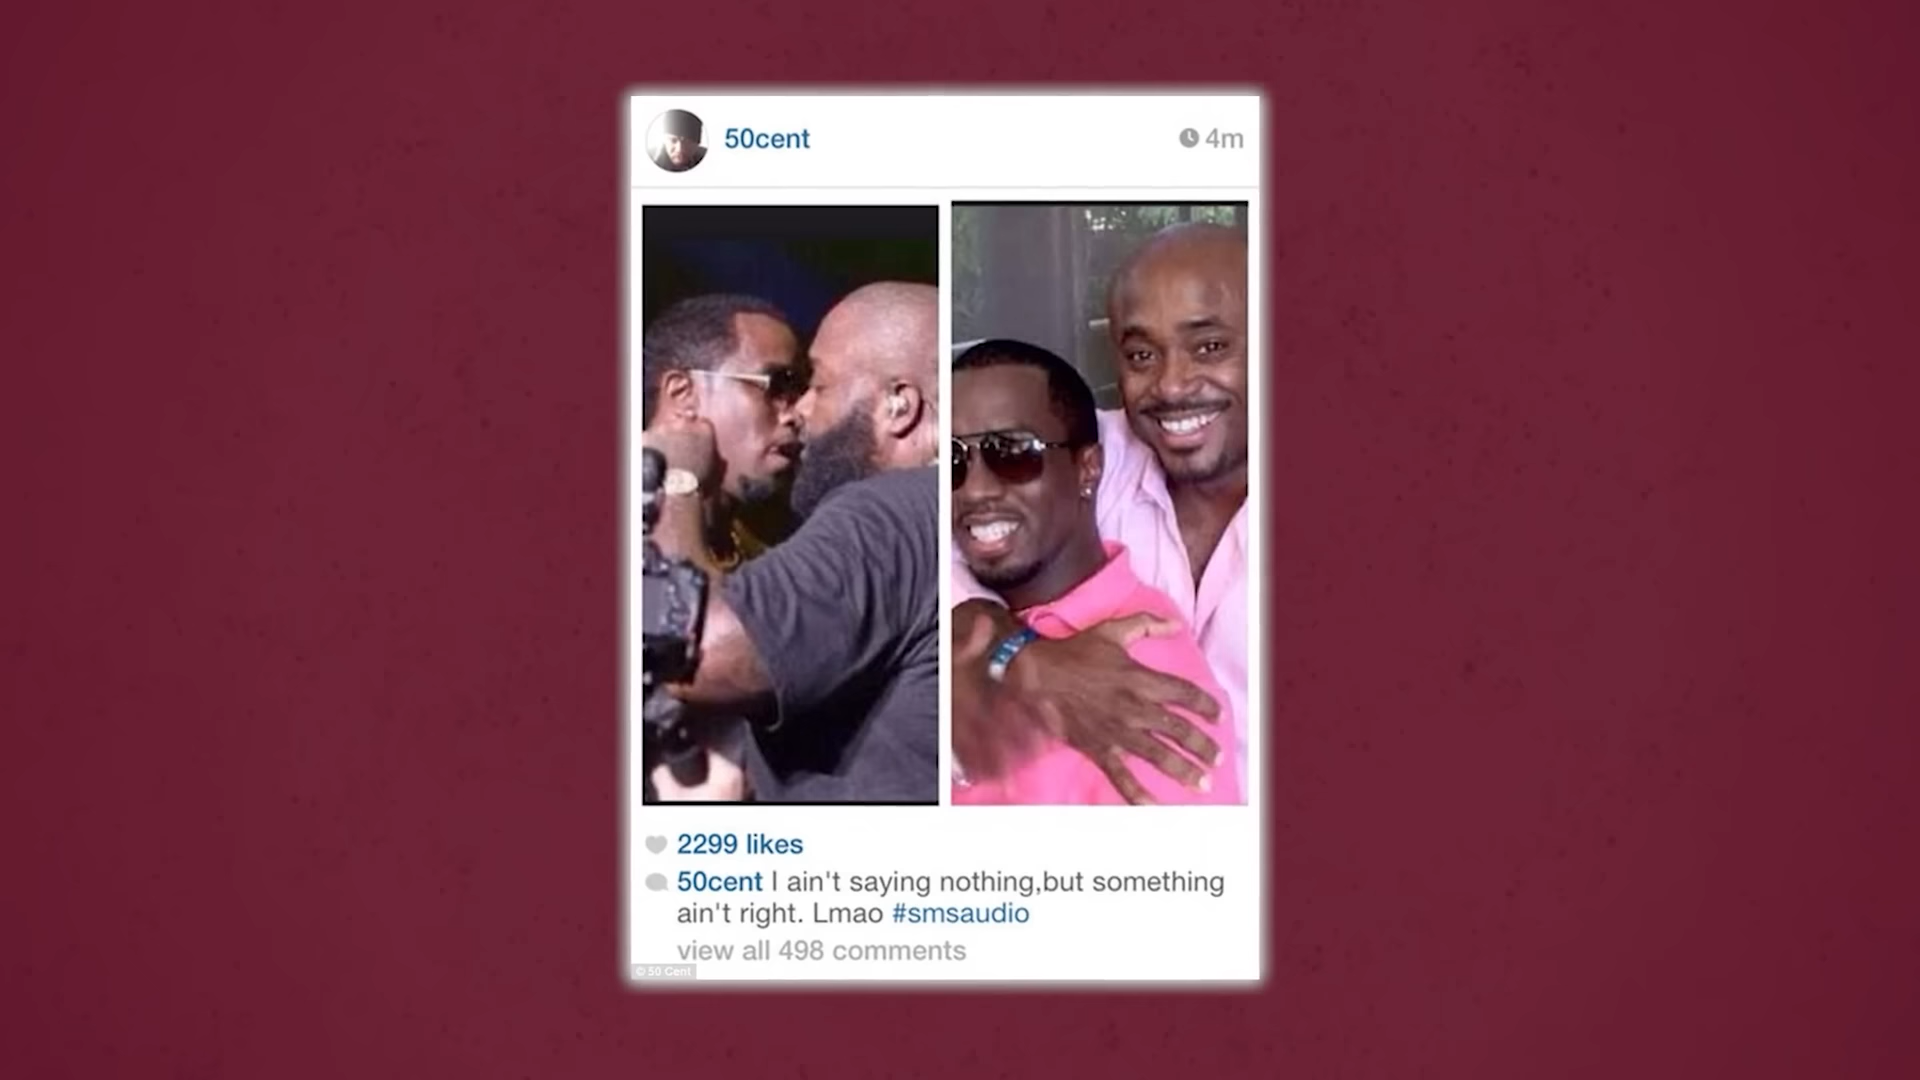 50cent
4m
2299 likes
50cent I ain't saying nothing,but something
ain't right. Lmao #smsaudio
view all 498 comments
© 50 Cent